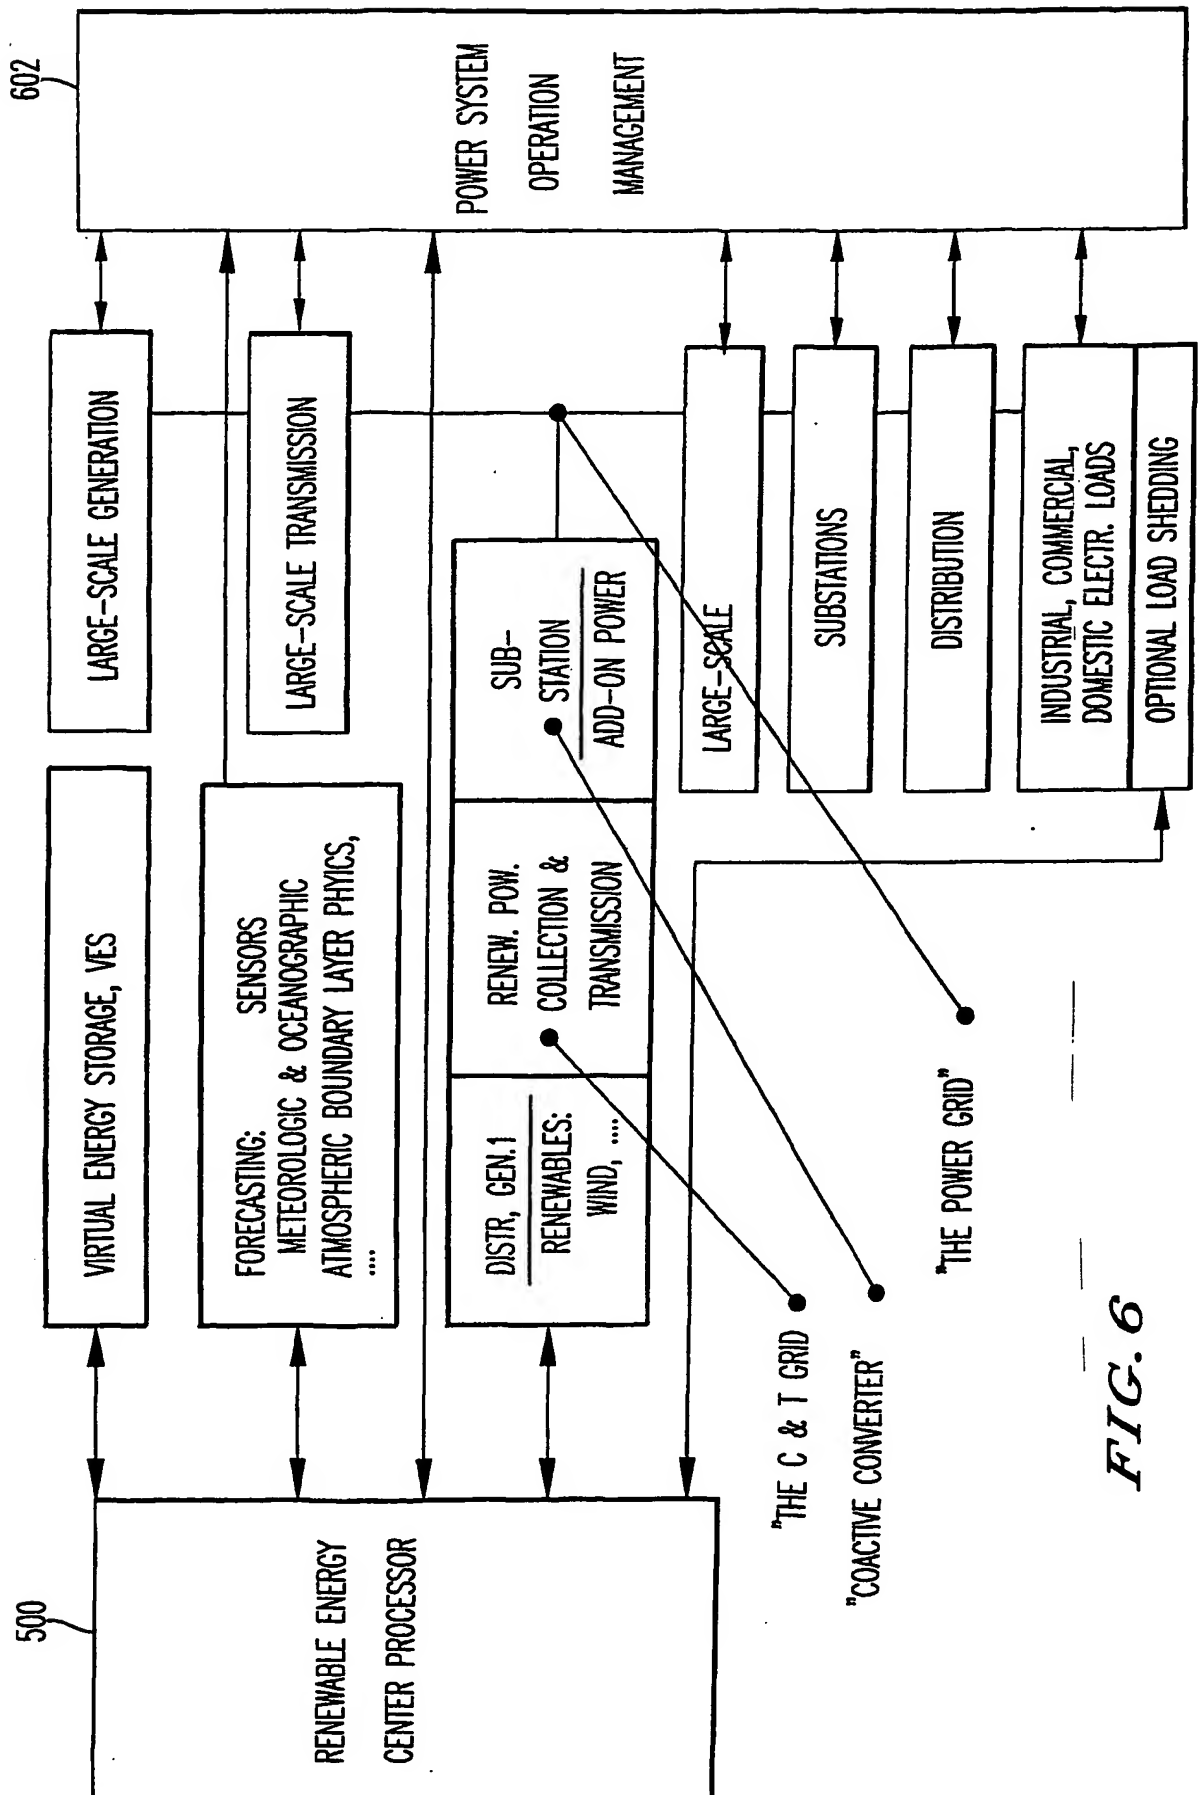 500
RENEWABLE ENERGY
CENTER PROCESSOR
VIRTUAL ENERGY STORAGE, VES
FORECASTING: SENSORS
METEOROLOGIC & OCEANOGRAPHIC
ATMOSPHERIC BOUNDARY LAYER PHYICS,
....
DISTR, GEN.1
RENEWABLES:
WIND, ....
RENEW. POW.
COLLECTION &
TRANSMISSION
SUB-
STATION
ADD-ON POWER
LARGE-SCALE GENERATION
LARGE-SCALE TRANSMISSION
LARGE-SCALE
SUBSTATIONS
DISTRIBUTION
INDUSTRIAL, COMMERCIAL,
DOMESTIC ELECTR. LOADS
OPTIONAL LOAD SHEDDING
602
POWER SYSTEM
OPERATION
MANAGEMENT
"THE C & T GRID"
"COACTIVE CONVERTER"
"THE POWER GRID"
FIG. 6